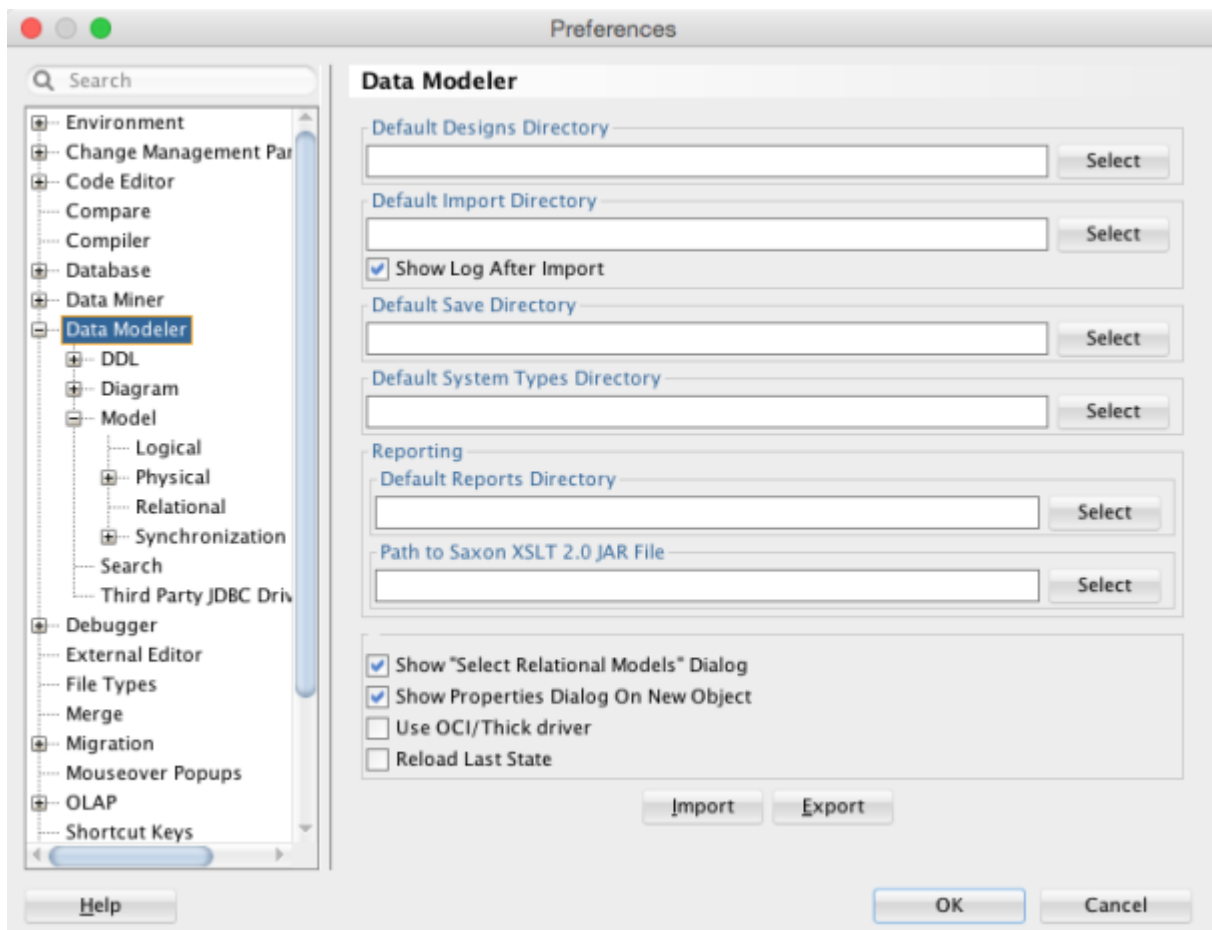 Preferences
Search
Environment
Change Management Par
Code Editor
Compare
Compiler
Database
Data Miner
Data Modeler
DDL
Diagram
Model
Logical
Physical
Relational
Synchronization
Search
Third Party JDBC Driv
Debugger
External Editor
File Types
Merge
Migration
Mouseover Popups
OLAP
Shortcut Keys
Data Modeler
Default Designs Directory
Select
Default Import Directory
Select
Show Log After Import
Default Save Directory
Select
Default System Types Directory
Select
Reporting
Default Reports Directory
Select
Path to Saxon XSLT 2.0 JAR File
Select
Show "Select Relational Models" Dialog
Show Properties Dialog On New Object
Use OCI/Thick driver
Reload Last State
Import Export
Help OK Cancel